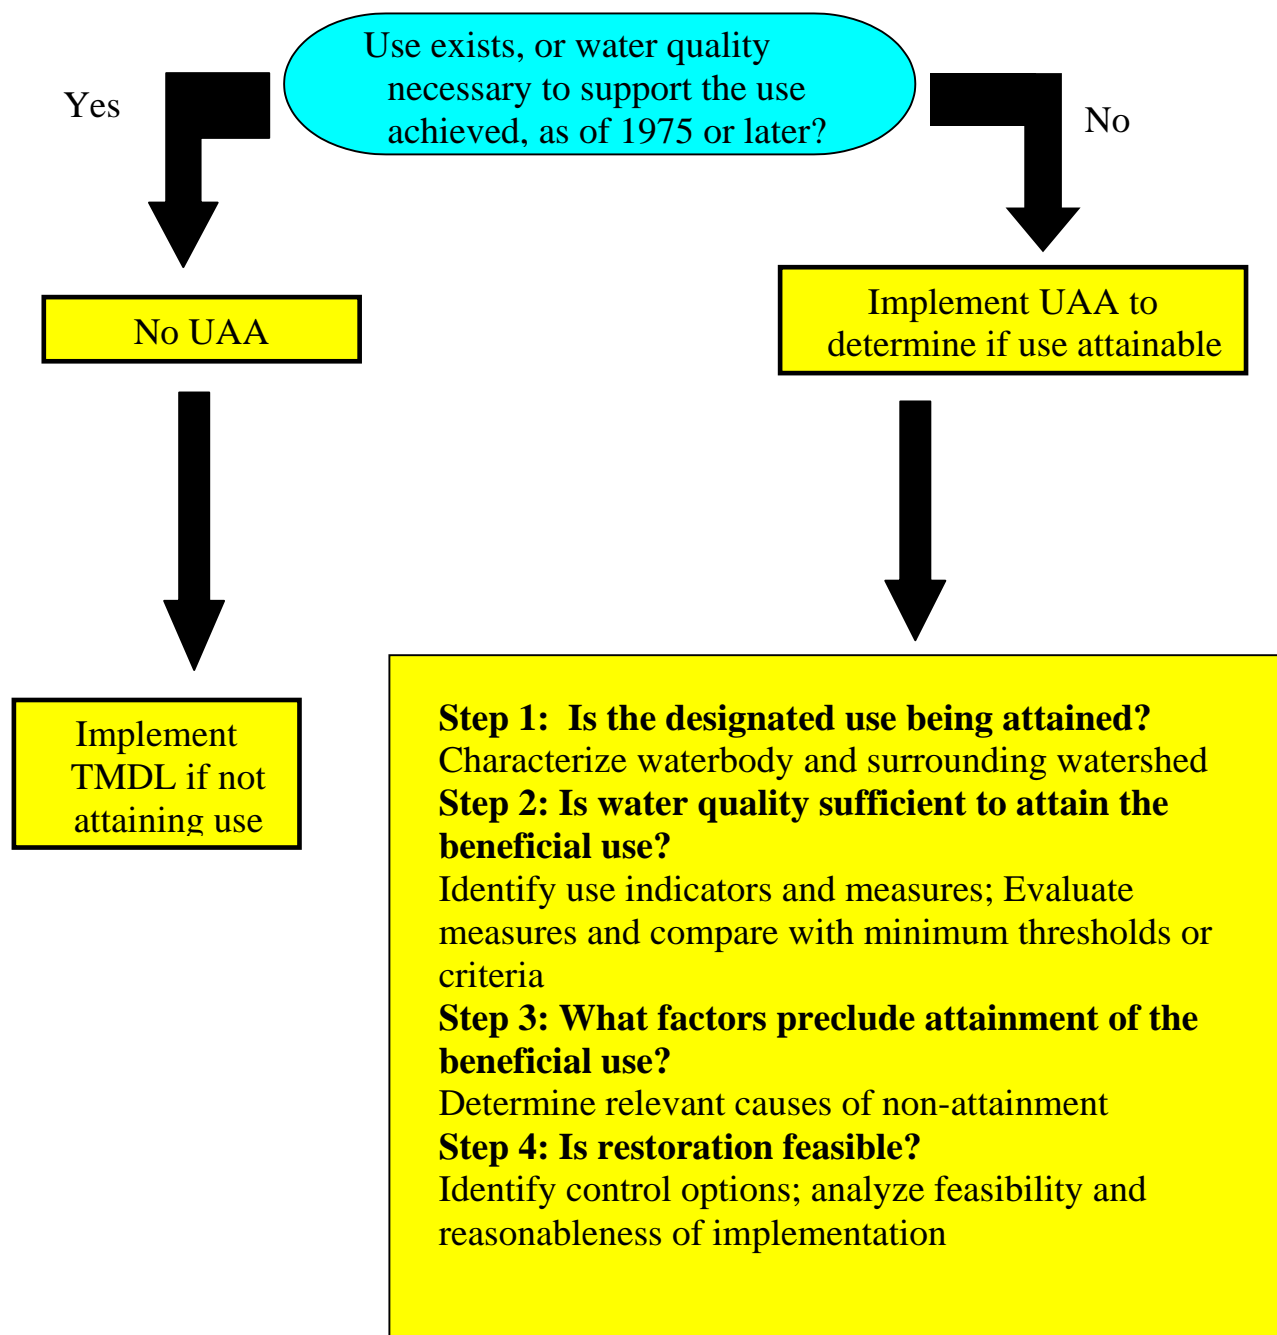 Use exists, or water quality
necessary to support the use
achieved, as of 1975 or later?
Yes
No
No UAA
Implement UAA to
determine if use attainable
Implement
TMDL if not
attaining use
Step 1:  Is the designated use being attained?
Characterize waterbody and surrounding watershed
Step 2: Is water quality sufficient to attain the
beneficial use?
Identify use indicators and measures; Evaluate
measures and compare with minimum thresholds or
criteria
Step 3: What factors preclude attainment of the
beneficial use?
Determine relevant causes of non-attainment
Step 4: Is restoration feasible?
Identify control options; analyze feasibility and
reasonableness of implementation